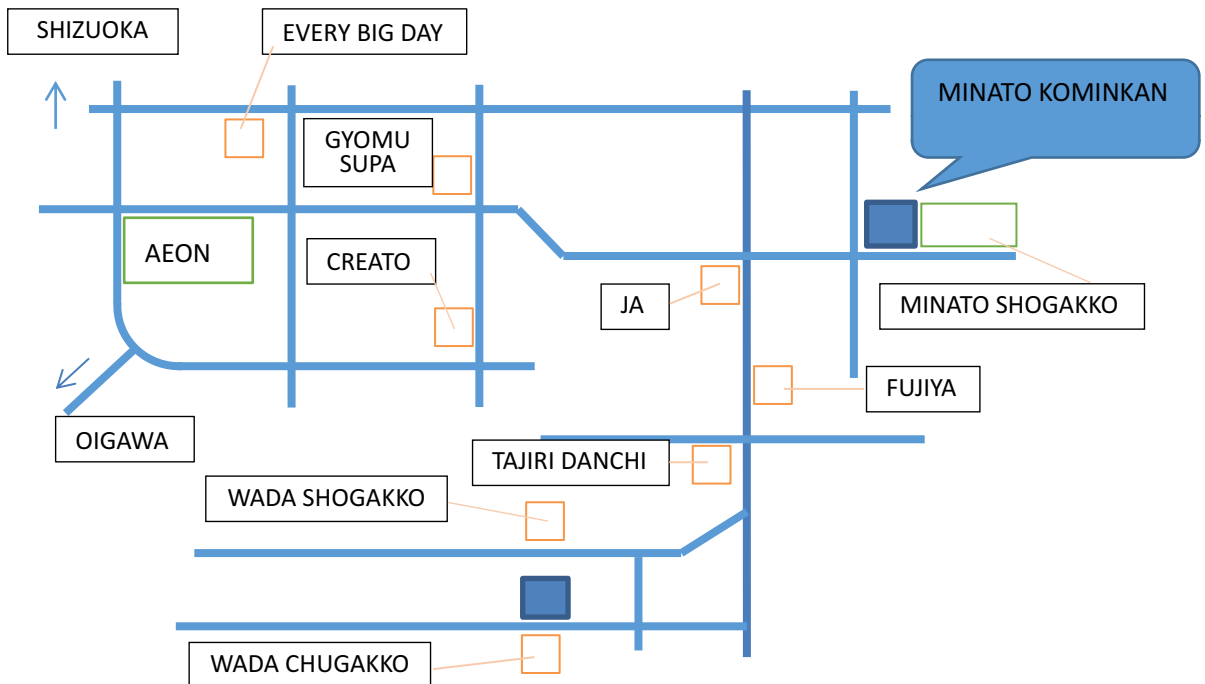 SHIZUOKA
EVERY BIG DAY
MINATO KOMINKAN
GYOMU
SUPA
AEON
CREATO
JA
MINATO SHOGAKKO
FUJIYA
OIGAWA
TAJIRI DANCHI
WADA SHOGAKKO
WADA CHUGAKKO